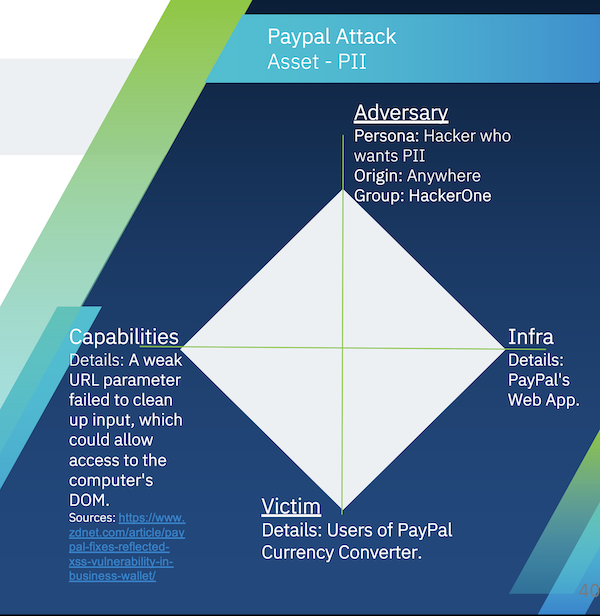 Paypal Attack
Asset - PII
Adversary
Persona: Hacker who
wants PII
Origin: Anywhere
Group: HackerOne
Capabilities
Details: A weak
URL parameter
failed to clean
up input, which
could allow
access to the
computer's
DOM.
Sources: https://www.
zdnet.com/article/pay
pal-fixes-reflected-
xss-vulnerability-in-
business-wallet/
Infra
Details:
PayPal's
Web App.
Victim
Details: Users of PayPal
Currency Converter.
40